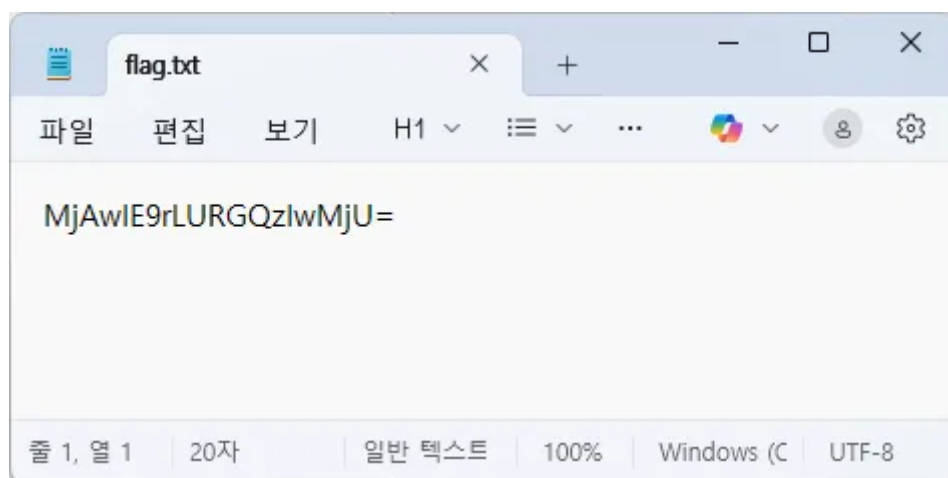 flag.txt
파일 편집 보기 H1
MjAwIE9rLURGQzIwMjU=
줄 1, 열 1 20자 일반 텍스트 100% Windows (C UTF-8